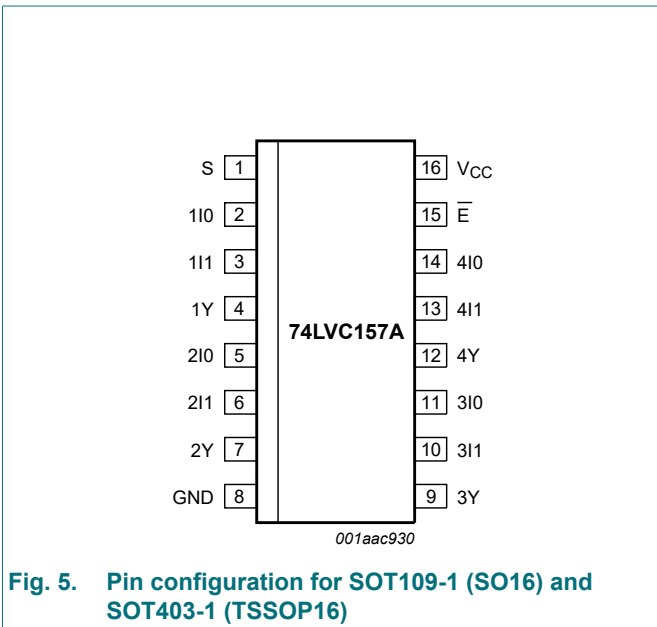 S 1 16 VCC
1I0 2 15 E̅
1I1 3 14 4I0
1Y 4 13 4I1
74LVC157A
2I0 5 12 4Y
2I1 6 11 3I0
2Y 7 10 3I1
GND 8 9 3Y
001aac930
Fig. 5. Pin configuration for SOT109-1 (SO16) and
SOT403-1 (TSSOP16)